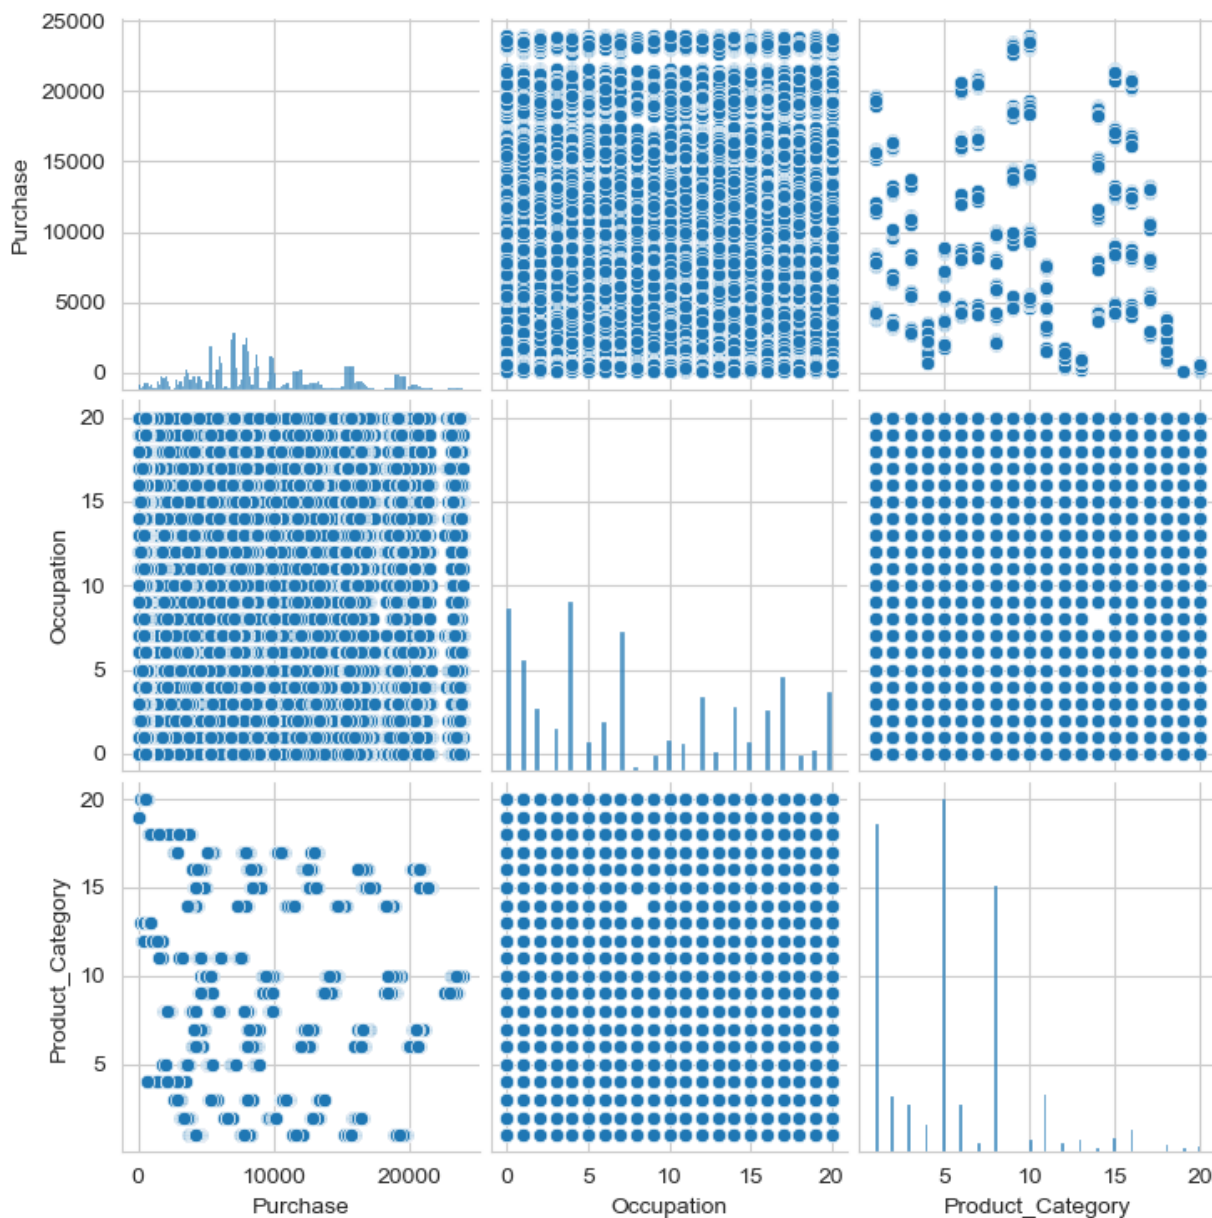 25000
20000
15000
10000
5000
0
Purchase
20
15
10
5
0
Occupation
20
15
10
5
Product_Category
0 10000 20000
0 5 10 15 20
5 10 15 20
Purchase Occupation Product_Category